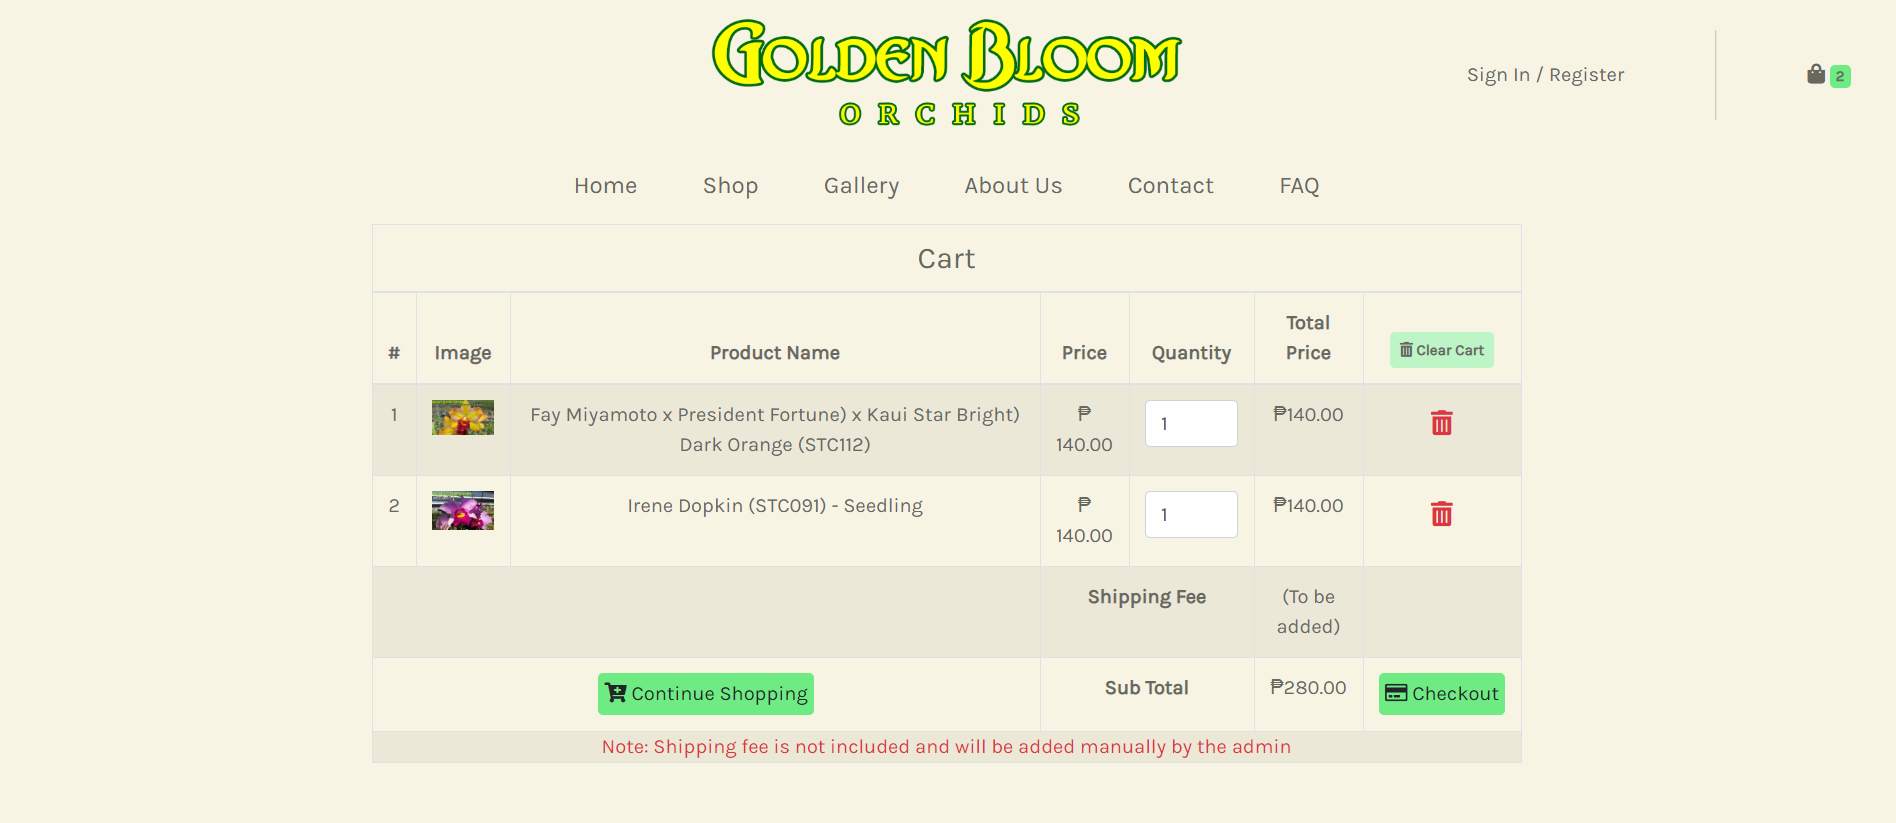 GOLDEN BLOOM
ORCHIDS
Sign In / Register
2
Home Shop Gallery About Us Contact FAQ
Cart
# Image Product Name Price Quantity Total Price Clear Cart
1 Fay Miyamoto x President Fortune) x Kaui Star Bright) Dark Orange (STC112) ₱ 140.00 1 ₱140.00
2 Irene Dopkin (STC091) - Seedling ₱ 140.00 1 ₱140.00
Shipping Fee (To be added)
Continue Shopping Sub Total ₱280.00 Checkout
Note: Shipping fee is not included and will be added manually by the admin